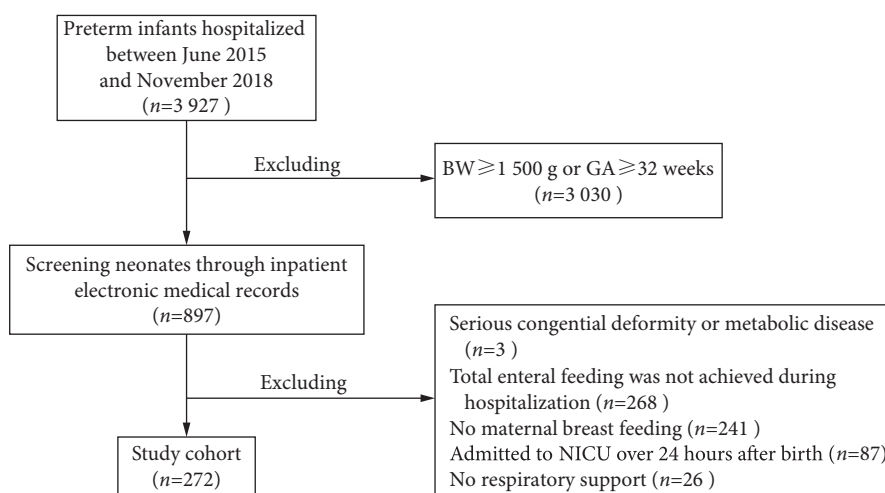 Preterm infants hospitalized
between June 2015
and November 2018
(n=3 927 )
Excluding
BW≥1 500 g or GA≥32 weeks
(n=3 030 )
Screening neonates through inpatient
electronic medical records
(n=897)
Excluding
Serious congential deformity or metabolic disease
(n=3 )
Total enteral feeding was not achieved during
hospitalization (n=268 )
No maternal breast feeding (n=241 )
Admitted to NICU over 24 hours after birth (n=87)
No respiratory support (n=26 )
Study cohort
(n=272)